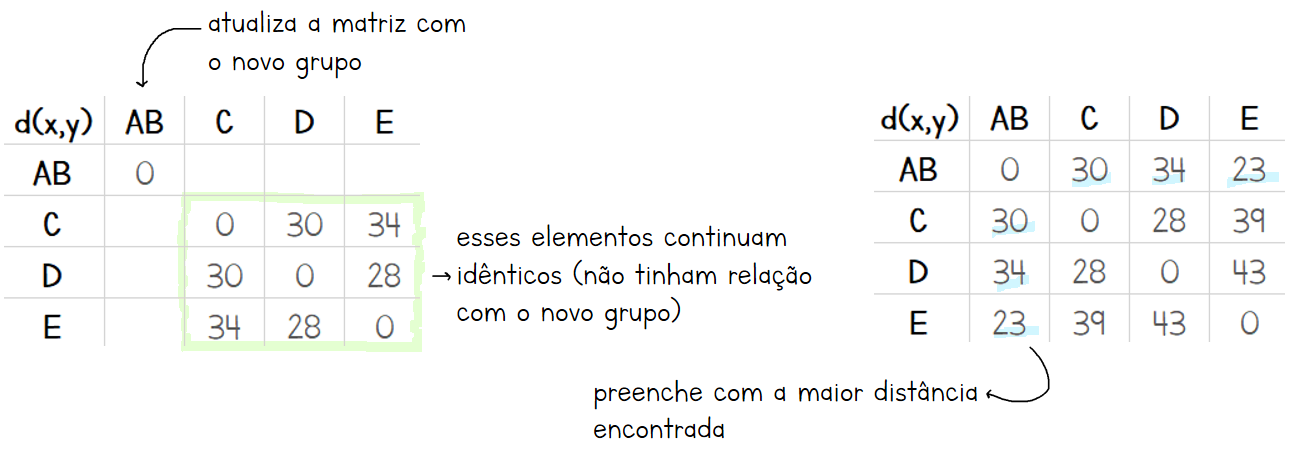 atualiza a matriz com
o novo grupo
d(x,y) AB C D E
AB 0
C 0 30 34
D 30 0 28
E 34 28 0
esses elementos continuam
idênticos (não tinham relação
com o novo grupo)
d(x,y) AB C D E
AB 0 30 34 23
C 30 0 28 39
D 34 28 0 43
E 23 39 43 0
preenche com a maior distância
encontrada